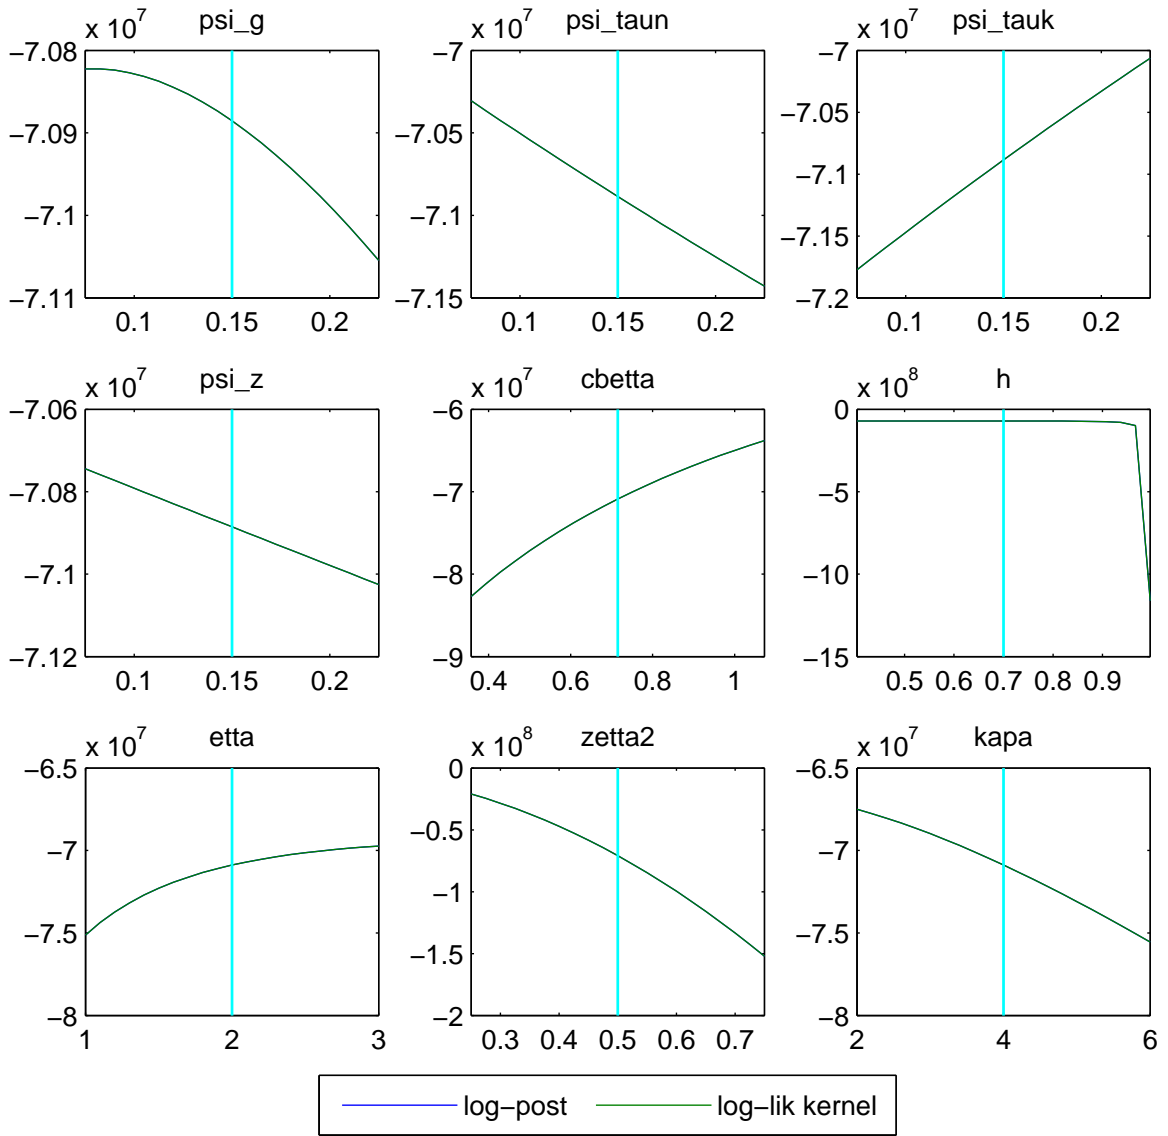 x 10^7 psi_g
−7.08
−7.09
−7.1
−7.11
0.1 0.15 0.2
x 10^7 psi_taun
−7
−7.05
−7.1
−7.15
0.1 0.15 0.2
x 10^7 psi_tauk
−7
−7.05
−7.1
−7.15
−7.2
0.1 0.15 0.2
x 10^7 psi_z
−7.06
−7.08
−7.1
−7.12
0.1 0.15 0.2
x 10^7 cbetta
−6
−7
−8
−9
0.4 0.6 0.8 1
x 10^8 h
0
−5
−10
−15
0.5 0.6 0.7 0.8 0.9
x 10^7 etta
−6.5
−7
−7.5
−8
1 2 3
x 10^8 zetta2
0
−0.5
−1
−1.5
−2
0.3 0.4 0.5 0.6 0.7
x 10^7 kapa
−6.5
−7
−7.5
−8
2 4 6
log−post log−lik kernel